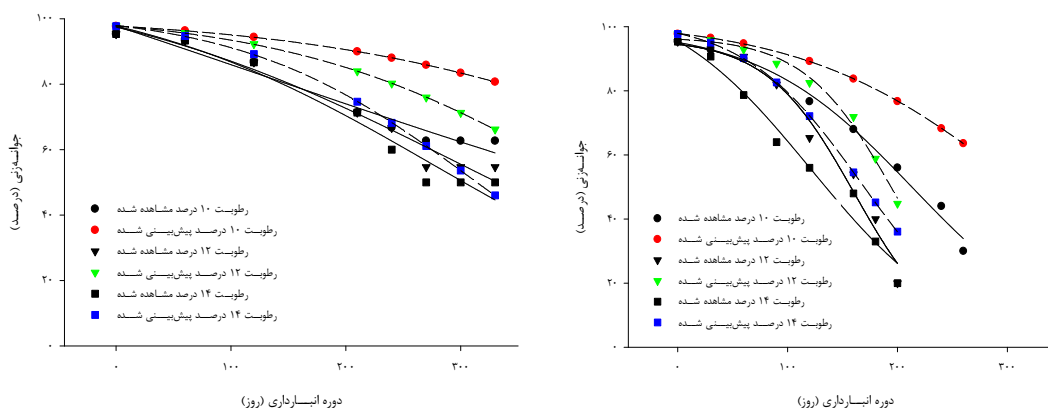 جوانه‌زنی (درصد)
۱۰۰
۸۰
۶۰
۴۰
۲۰
۰
رطوبت ۱۰ درصد مشاهده شده
رطوبت ۱۰ درصد پیش‌بینی شده
رطوبت ۱۲ درصد مشاهده شده
رطوبت ۱۲ درصد پیش‌بینی شده
رطوبت ۱۴ درصد مشاهده شده
رطوبت ۱۴ درصد پیش‌بینی شده
۰ ۱۰۰ ۲۰۰ ۳۰۰
دوره انبارداری (روز)
جوانه‌زنی (درصد)
۱۰۰
۸۰
۶۰
۴۰
۲۰
۰
رطوبت ۱۰ درصد مشاهده شده
رطوبت ۱۰ درصد پیش‌بینی شده
رطوبت ۱۲ درصد مشاهده شده
رطوبت ۱۲ درصد پیش‌بینی شده
رطوبت ۱۴ درصد مشاهده شده
رطوبت ۱۴ درصد پیش‌بینی شده
۰ ۱۰۰ ۲۰۰ ۳۰۰
دوره انبارداری (روز)